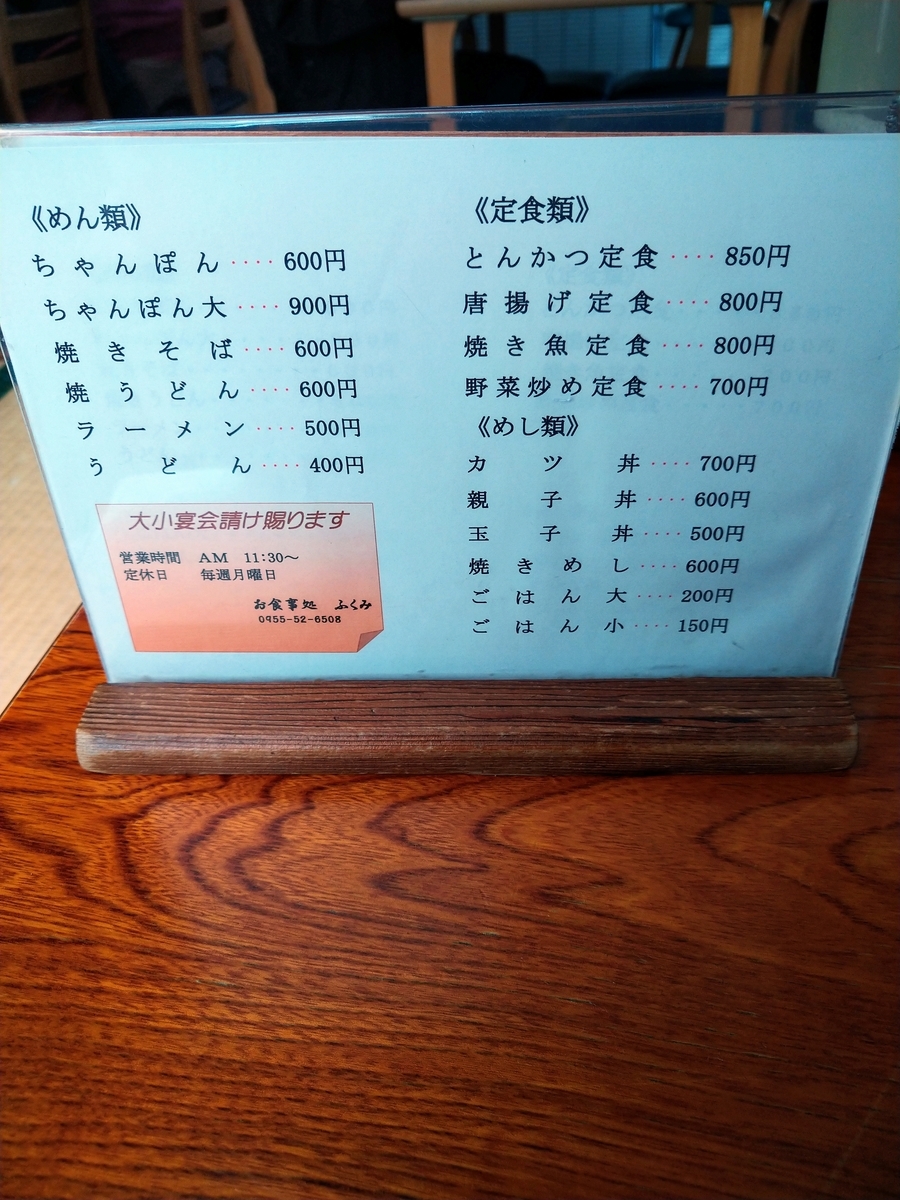 《めん類》
ちゃんぽん‥‥600円
ちゃんぽん大‥‥900円
焼きそば‥‥600円
焼うどん‥‥600円
ラーメン‥‥500円
うどん‥‥400円
大小宴会請け賜ります
営業時間 AM 11:30～
定休日 毎週月曜日
お食事処 ふくみ
0955-52-6508
《定食類》
とんかつ定食‥‥850円
唐揚げ定食‥‥800円
焼き魚定食‥‥800円
野菜炒め定食‥‥700円
《めし類》
カツ丼‥‥700円
親子丼‥‥600円
玉子丼‥‥500円
焼きめし‥‥600円
ごはん大‥‥200円
ごはん小‥‥150円